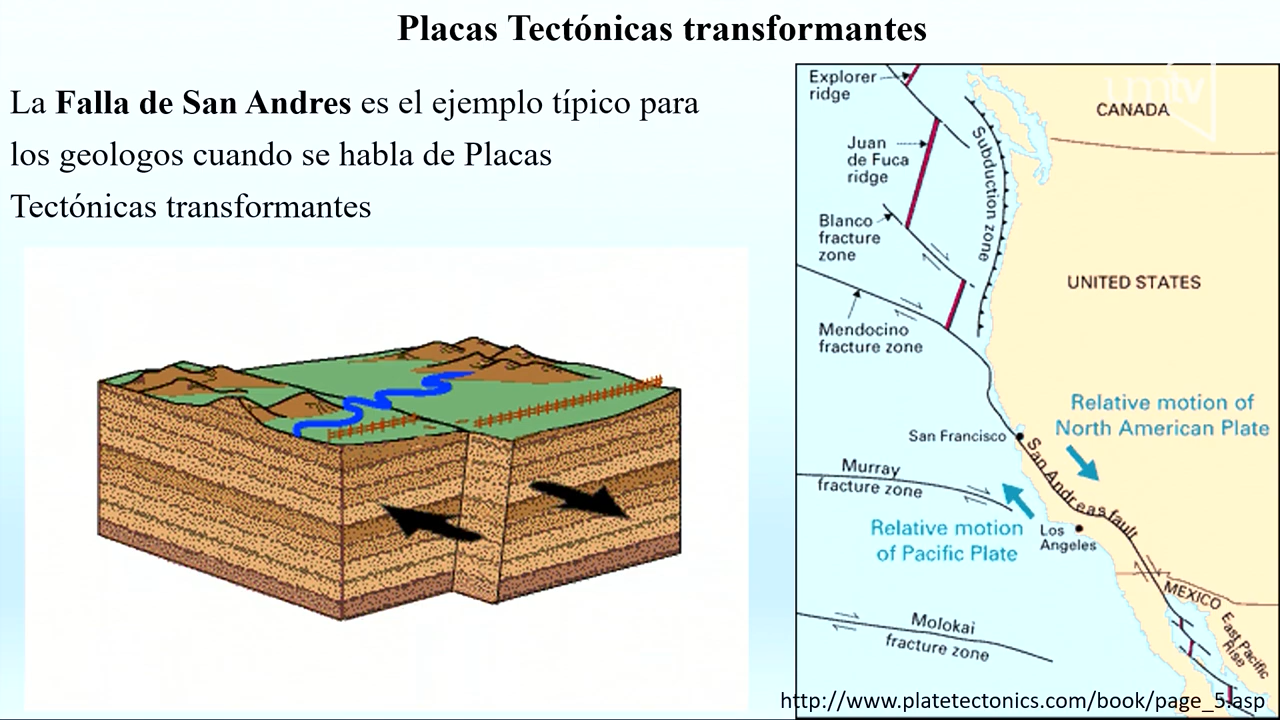 Placas Tectónicas transformantes
La Falla de San Andres es el ejemplo típico para
los geologos cuando se habla de Placas
Tectónicas transformantes
Explorer
ridge
Juan
de Fuca
ridge
Blanco
fracture
zone
Mendocino
fracture zone
Subduction zone
umtv
CANADA
UNITED STATES
Relative motion of
North American Plate
San Francisco
San Andreas fault
Murray
fracture zone
Relative motion
of Pacific Plate
Los
Angeles
MEXICO
East Pacific
Rise
Molokai
fracture zone
http://www.platetectonics.com/book/page_5.asp